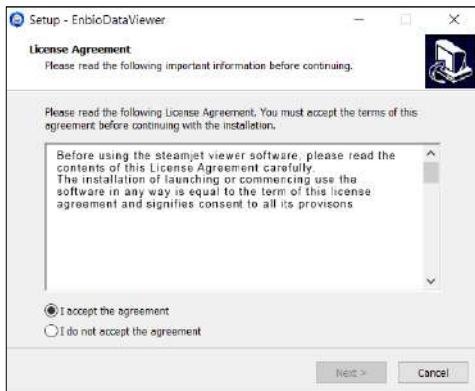 Setup - EnbioDataViewer
License Agreement
Please read the following important information before continuing.
Please read the following License Agreement. You must accept the terms of this
agreement before continuing with the installation.
Before using the steamjet viewer software, please read the
contents of this License Agreement carefully.
The installation of launching or commencing use the
software in any way is equal to the term of this license
agreement and signifies consent to all its provisons
I accept the agreement
I do not accept the agreement
Next >
Cancel